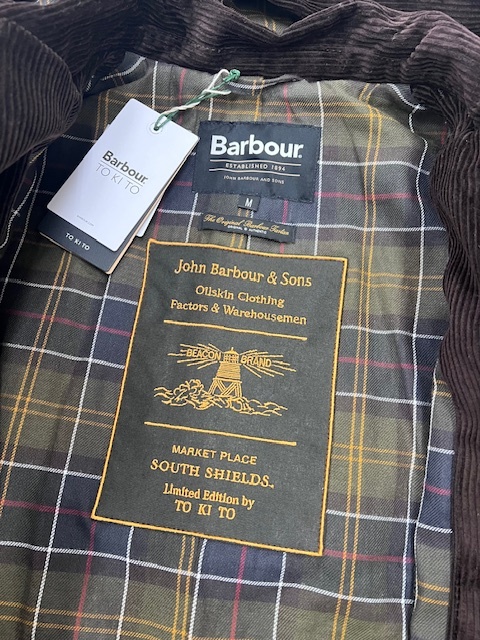 Barbour.
TO KI TO
TO KI TO
Barbour.
ESTABLISHED 1894
JOHN BARBOUR AND SONS
M
The Original Barbour Tartan
John Barbour & Sons
Oilskin Clothing
Factors & Warehousemen
BEACON BRAND
MARKET PLACE
SOUTH SHIELDS.
Limited Edition by
TO KI TO